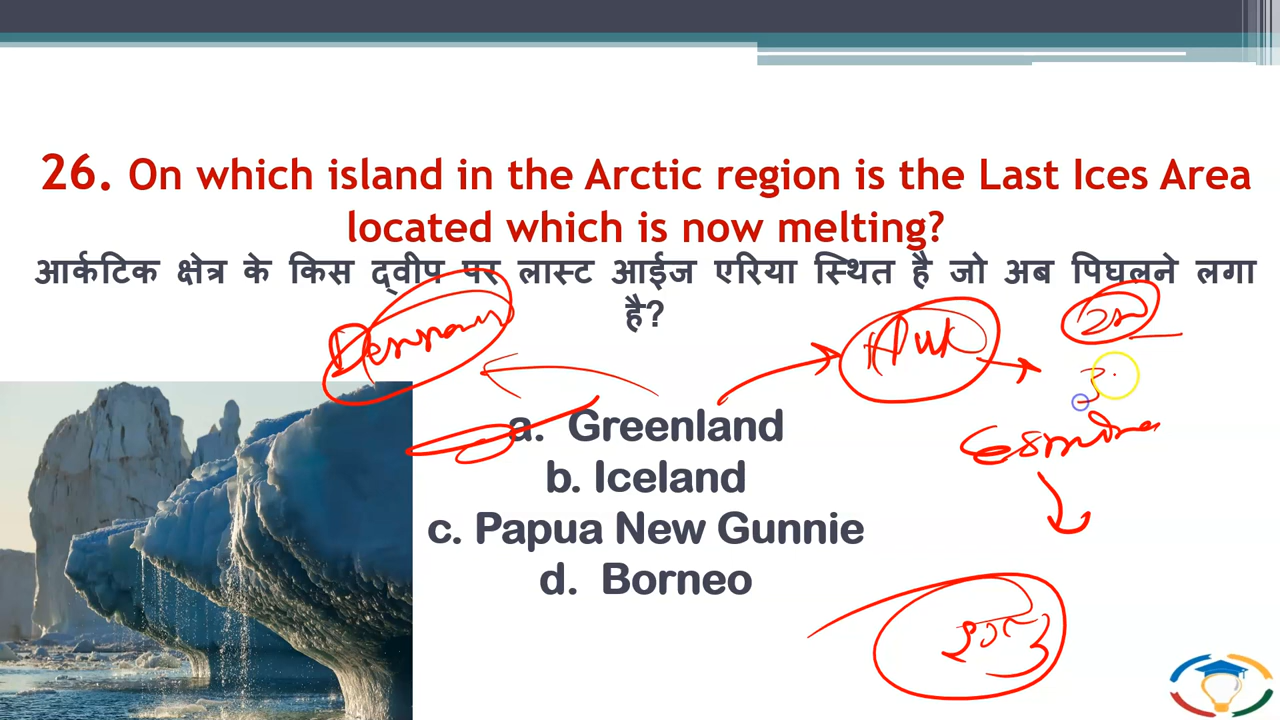 26. On which island in the Arctic region is the Last Ices Area
located which is now melting?
आर्कटिक क्षेत्र के किस द्वीप पर लास्ट आईज एरिया स्थित है जो अब पिघलने लगा
है?
a. Greenland
b. Iceland
c. Papua New Gunnie
d. Borneo